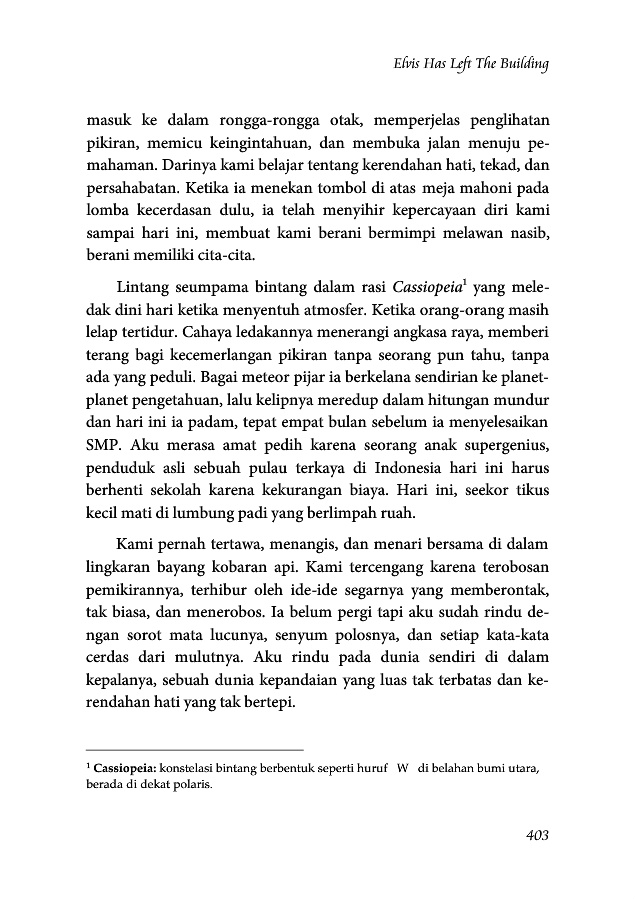 Elvis Has Left The Building
masuk ke dalam rongga-rongga otak, memperjelas penglihatan
pikiran, memicu keingintahuan, dan membuka jalan menuju pe-
mahaman. Darinya kami belajar tentang kerendahan hati, tekad, dan
persahabatan. Ketika ia menekan tombol di atas meja mahoni pada
lomba kecerdasan dulu, ia telah menyihir kepercayaan diri kami
sampai hari ini, membuat kami berani bermimpi melawan nasib,
berani memiliki cita-cita.
Lintang seumpama bintang dalam rasi Cassiopeia¹ yang mele-
dak dini hari ketika menyentuh atmosfer. Ketika orang-orang masih
lelap tertidur. Cahaya ledakannya menerangi angkasa raya, memberi
terang bagi kecemerlangan pikiran tanpa seorang pun tahu, tanpa
ada yang peduli. Bagai meteor pijar ia berkelana sendirian ke planet-
planet pengetahuan, lalu kelipnya meredup dalam hitungan mundur
dan hari ini ia padam, tepat empat bulan sebelum ia menyelesaikan
SMP. Aku merasa amat pedih karena seorang anak supergenius,
penduduk asli sebuah pulau terkaya di Indonesia hari ini harus
berhenti sekolah karena kekurangan biaya. Hari ini, seekor tikus
kecil mati di lumbung padi yang berlimpah ruah.
Kami pernah tertawa, menangis, dan menari bersama di dalam
lingkaran bayang kobaran api. Kami tercengang karena terobosan
pemikirannya, terhibur oleh ide-ide segarnya yang memberontak,
tak biasa, dan menerobos. Ia belum pergi tapi aku sudah rindu de-
ngan sorot mata lucunya, senyum polosnya, dan setiap kata-kata
cerdas dari mulutnya. Aku rindu pada dunia sendiri di dalam
kepalanya, sebuah dunia kepandaian yang luas tak terbatas dan ke-
rendahan hati yang tak bertepi.
¹ Cassiopeia: konstelasi bintang berbentuk seperti huruf W di belahan bumi utara,
berada di dekat polaris.
403